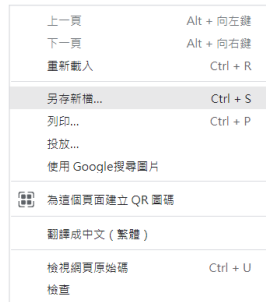 上一頁 Alt + 向左鍵
下一頁 Alt + 向右鍵
重新載入 Ctrl + R
另存新檔... Ctrl + S
列印... Ctrl + P
投放...
使用 Google搜尋圖片
為這個頁面建立 QR 圖碼
翻譯成中文 ( 繁體 )
檢視網頁原始碼 Ctrl + U
檢查